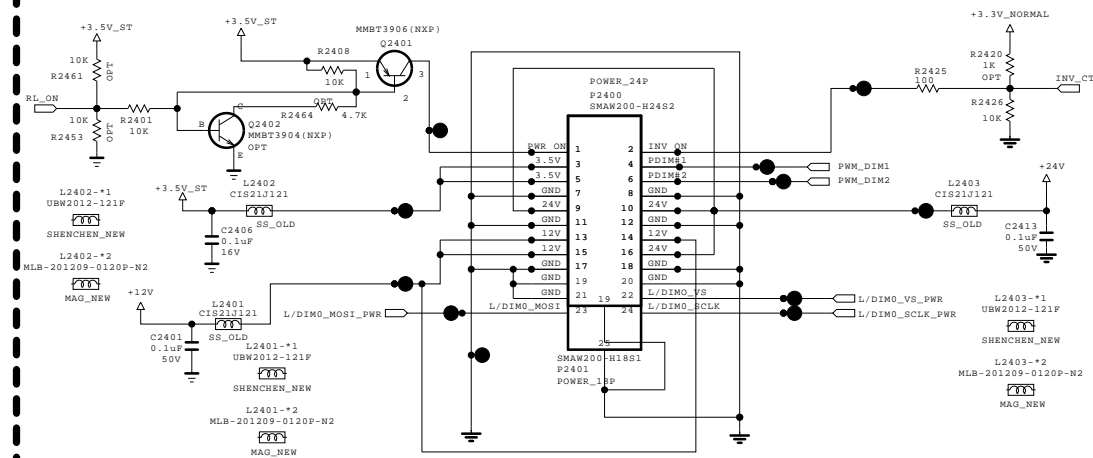 +3.5V_ST
10K
R2461
OPT
RL_ON
R2453
10K
OPT
R2401
10K
+3.5V_ST
R2408
10K
MMBT3906(NXP)
Q2401
1
3
2
OPT
R2464
4.7K
C
B
E
Q2402
MMBT3904(NXP)
OPT
L2402-*1
UBW2012-121F
SHENCHEN_NEW
L2402-*2
MLB-201209-0120P-N2
MAG_NEW
+3.5V_ST
L2402
CIS21J121
SS_OLD
C2406
0.1uF
16V
+12V
L2401
CIS21J121
SS_OLD
C2401
0.1uF
50V
L2401-*1
UBW2012-121F
SHENCHEN_NEW
L2401-*2
MLB-201209-0120P-N2
MAG_NEW
L/DIM0_MOSI_PWR
POWER_24P
P2400
SMAW200-H24S2
PWR ON 1 2 INV_ON
3.5V 3 4 PDIM#1
3.5V 5 6 PDIM#2
GND 7 8 GND
24V 9 10 24V
GND 11 12 GND
12V 13 14 12V
12V 15 16 24V
GND 17 18 GND
GND 19 20 GND
GND 21 22 L/DIMO_VS
19
L/DIM0_MOSI 23 24 L/DIM0_SCLK
25
SMAW200-H18S1
P2401
POWER_18P
+3.3V_NORMAL
R2420
1K
OPT
R2425
100
R2426
10K
INV_CT
PWM_DIM1
PWM_DIM2
+24V
L2403
CIS21J121
SS_OLD
C2413
0.1uF
50V
L/DIM0_VS_PWR
L/DIM0_SCLK_PWR
L2403-*1
UBW2012-121F
SHENCHEN_NEW
L2403-*2
MLB-201209-0120P-N2
MAG_NEW